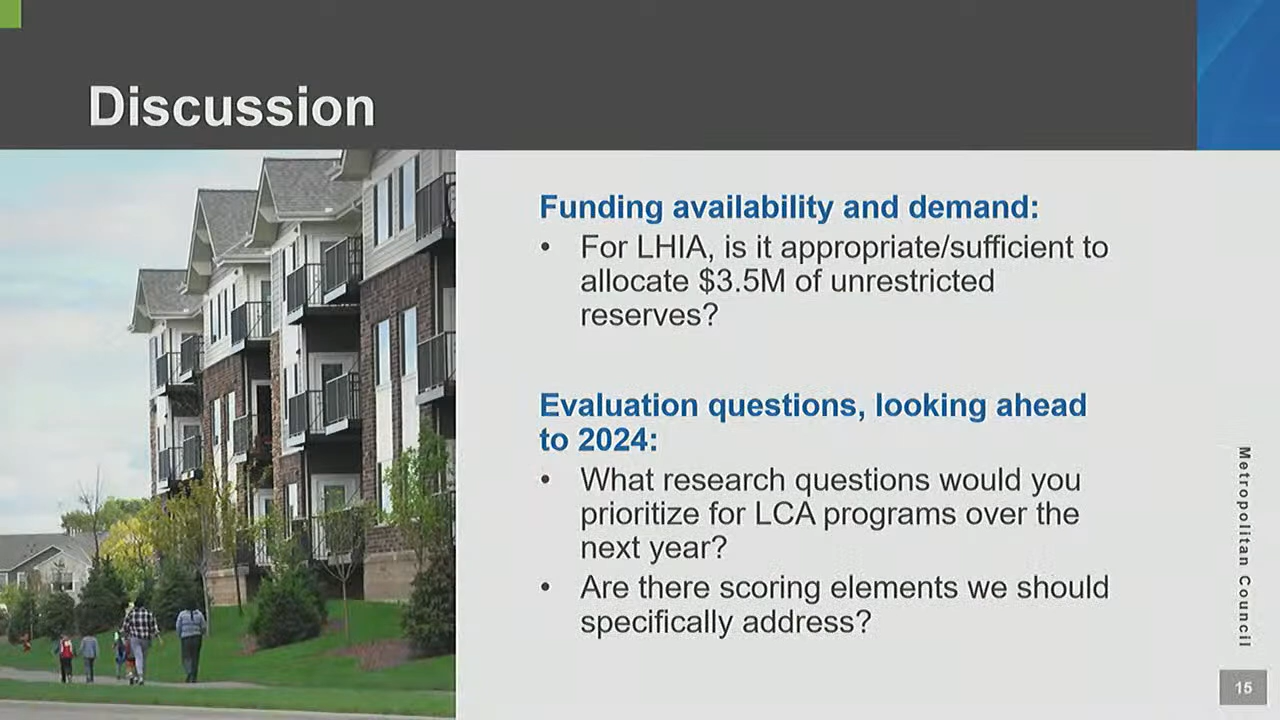 Discussion
Funding availability and demand:
• For LHIA, is it appropriate/sufficient to
allocate $3.5M of unrestricted
reserves?
Evaluation questions, looking ahead
to 2024:
• What research questions would you
prioritize for LCA programs over the
next year?
• Are there scoring elements we should
specifically address?
Metropolitan Council
15